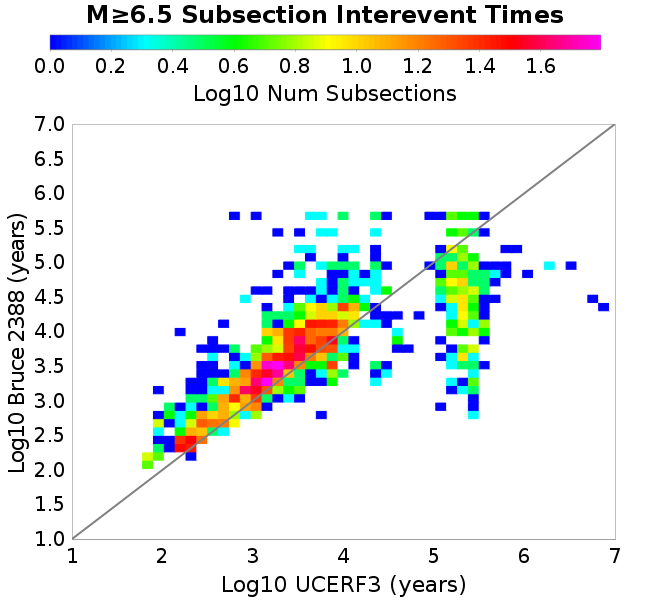 M≥6.5 Subsection Interevent Times
0.0 0.2 0.4 0.6 0.8 1.0 1.2 1.4 1.6
Log10 Num Subsections
7.0
6.5
6.0
5.5
5.0
4.5
4.0
3.5
3.0
2.5
2.0
1.5
1.0
Log10 Bruce 2388 (years)
1 2 3 4 5 6 7
Log10 UCERF3 (years)